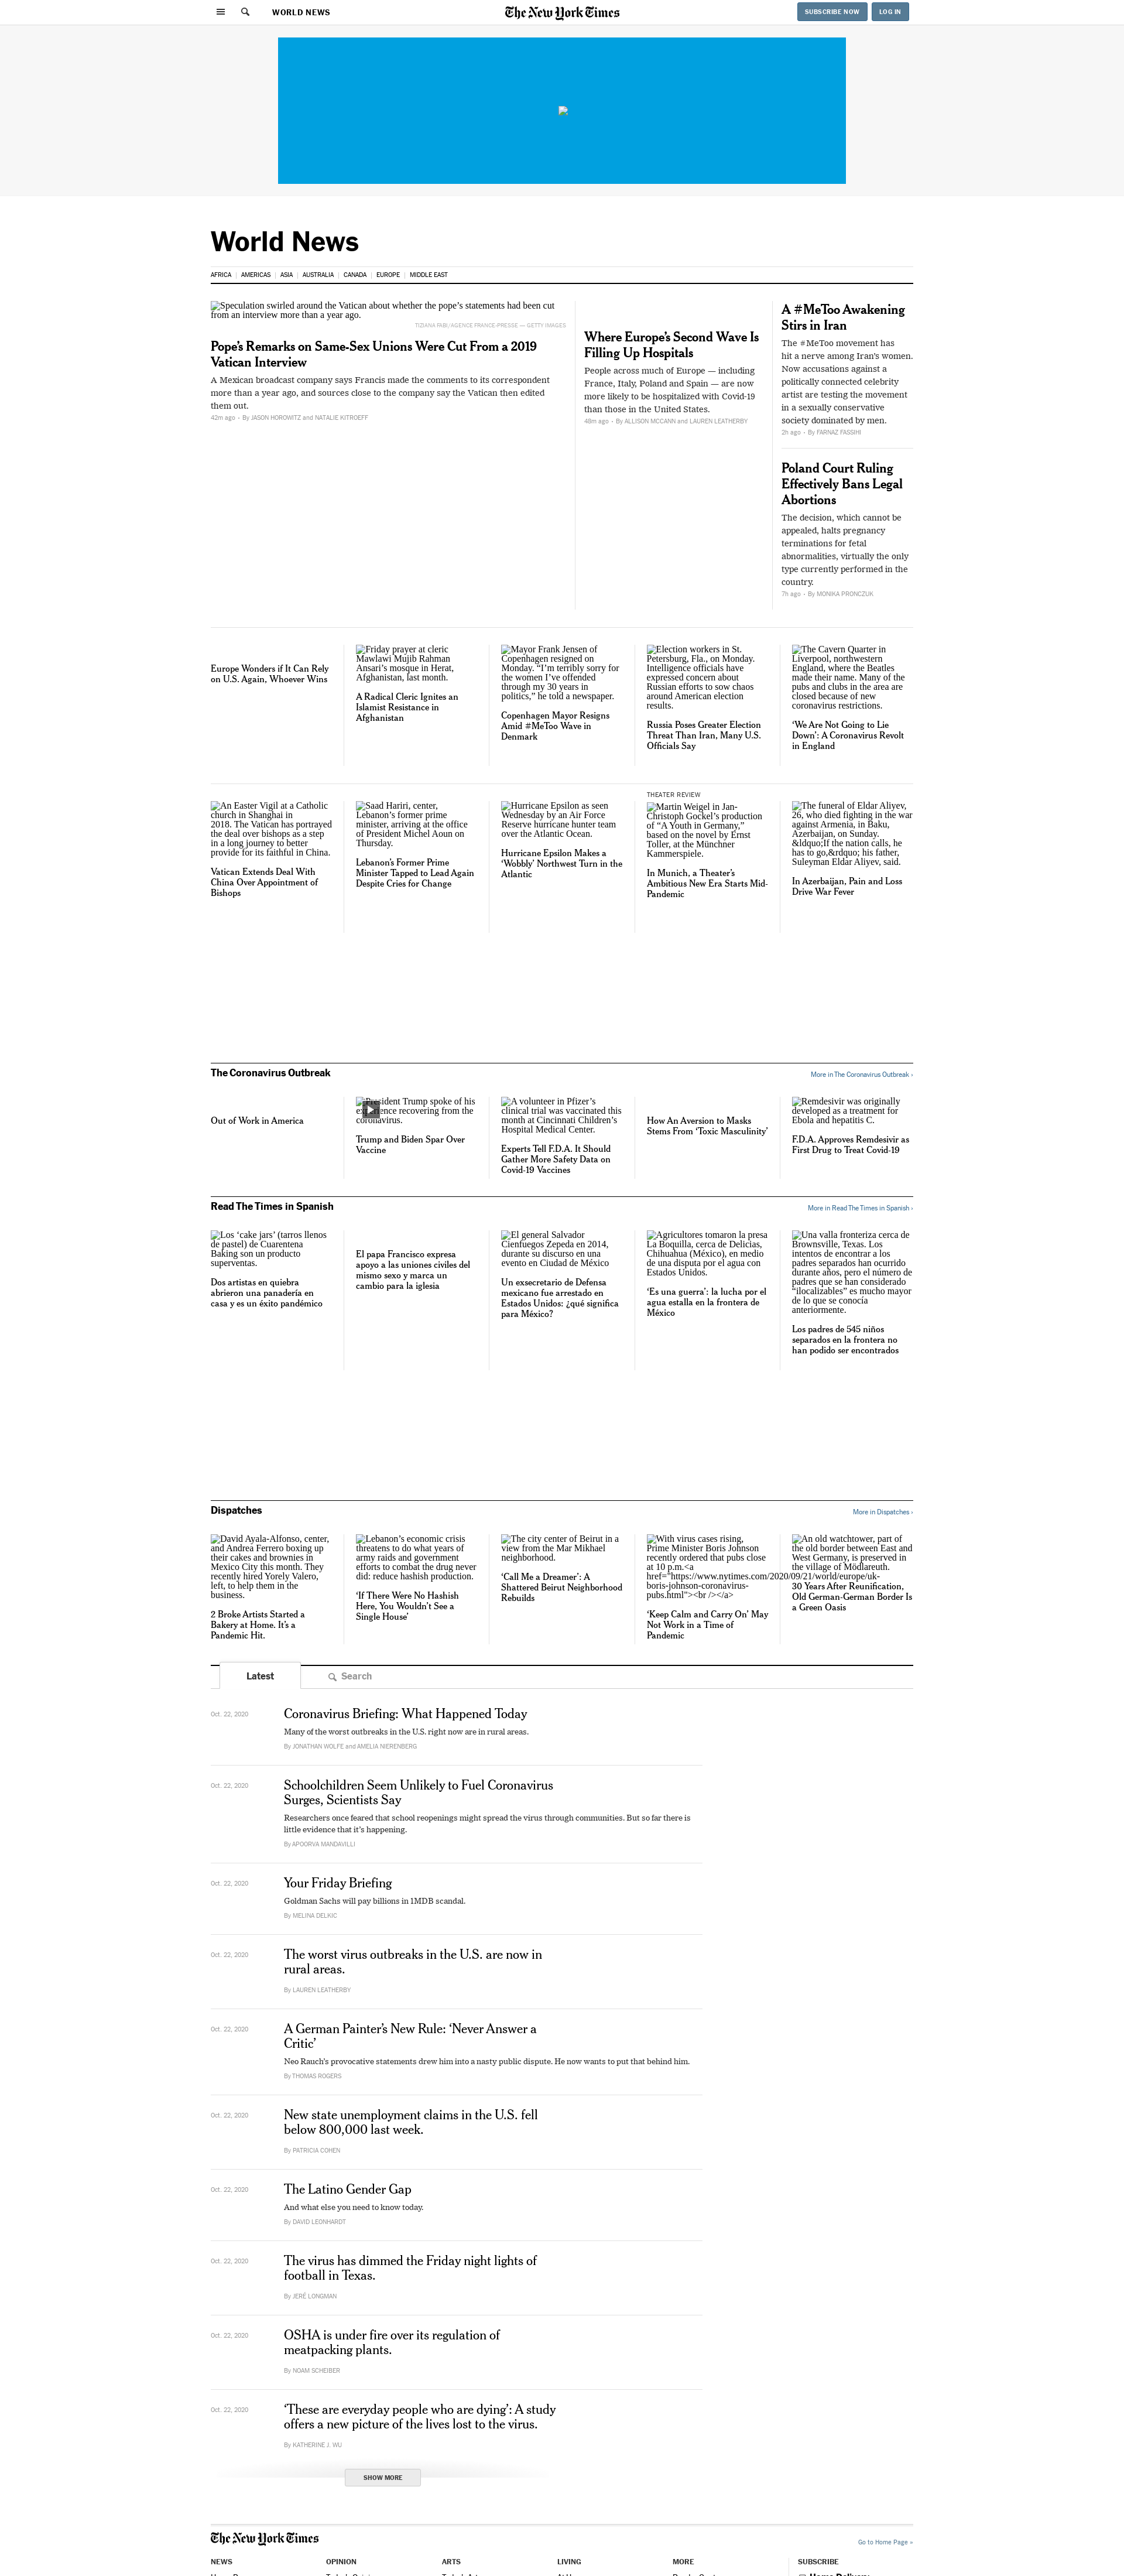 WORLD NEWS
The New York Times
SUBSCRIBE NOW
LOG IN
World News
AFRICA
AMERICAS
ASIA
AUSTRALIA
CANADA
EUROPE
MIDDLE EAST
Speculation swirled around the Vatican about whether the pope’s statements had been cut
from an interview more than a year ago.
TIZIANA FABI/AGENCE FRANCE-PRESSE — GETTY IMAGES
Pope’s Remarks on Same-Sex Unions Were Cut From a 2019
Vatican Interview
A Mexican broadcast company says Francis made the comments to its correspondent
more than a year ago, and sources close to the company say the Vatican then edited
them out.
42m ago • By JASON HOROWITZ and NATALIE KITROEFF
Where Europe’s Second Wave Is
Filling Up Hospitals
People across much of Europe — including
France, Italy, Poland and Spain — are now
more likely to be hospitalized with Covid-19
than those in the United States.
48m ago • By ALLISON MCCANN and LAUREN LEATHERBY
A #MeToo Awakening
Stirs in Iran
The #MeToo movement has
hit a nerve among Iran’s women.
Now accusations against a
politically connected celebrity
artist are testing the movement
in a sexually conservative
society dominated by men.
2h ago • By FARNAZ FASSIHI
Poland Court Ruling
Effectively Bans Legal
Abortions
The decision, which cannot be
appealed, halts pregnancy
terminations for fetal
abnormalities, virtually the only
type currently performed in the
country.
7h ago • By MONIKA PRONCZUK
Europe Wonders if It Can Rely
on U.S. Again, Whoever Wins
Friday prayer at cleric
Mawlawi Mujib Rahman
Ansari’s mosque in Herat,
Afghanistan, last month.
A Radical Cleric Ignites an
Islamist Resistance in
Afghanistan
Mayor Frank Jensen of
Copenhagen resigned on
Monday. “I’m terribly sorry for
the women I’ve offended
through my 30 years in
politics,” he told a newspaper.
Copenhagen Mayor Resigns
Amid #MeToo Wave in
Denmark
Election workers in St.
Petersburg, Fla., on Monday.
Intelligence officials have
expressed concern about
Russian efforts to sow chaos
around American election
results.
Russia Poses Greater Election
Threat Than Iran, Many U.S.
Officials Say
The Cavern Quarter in
Liverpool, northwestern
England, where the Beatles
made their name. Many of the
pubs and clubs in the area are
closed because of new
coronavirus restrictions.
‘We Are Not Going to Lie
Down’: A Coronavirus Revolt
in England
An Easter Vigil at a Catholic
church in Shanghai in
2018. The Vatican has portrayed
the deal over bishops as a step
in a long journey to better
provide for its faithful in China.
Vatican Extends Deal With
China Over Appointment of
Bishops
Saad Hariri, center,
Lebanon’s former prime
minister, arriving at the office
of President Michel Aoun on
Thursday.
Lebanon’s Former Prime
Minister Tapped to Lead Again
Despite Cries for Change
Hurricane Epsilon as seen
Wednesday by an Air Force
Reserve hurricane hunter team
over the Atlantic Ocean.
Hurricane Epsilon Makes a
‘Wobbly’ Northwest Turn in the
Atlantic
THEATER REVIEW
Martin Weigel in Jan-
Christoph Gockel’s production
of “A Youth in Germany,”
based on the novel by Ernst
Toller, at the Münchner
Kammerspiele.
In Munich, a Theater’s
Ambitious New Era Starts Mid-
Pandemic
The funeral of Eldar Aliyev,
26, who died fighting in the war
against Armenia, in Baku,
Azerbaijan, on Sunday.
&ldquo;If the nation calls, he
has to go,&rdquo; his father,
Suleyman Eldar Aliyev, said.
In Azerbaijan, Pain and Loss
Drive War Fever
The Coronavirus Outbreak
More in The Coronavirus Outbreak ›
Out of Work in America
President Trump spoke of his
experience recovering from the
coronavirus.
Trump and Biden Spar Over
Vaccine
A volunteer in Pfizer’s
clinical trial was vaccinated this
month at Cincinnati Children’s
Hospital Medical Center.
Experts Tell F.D.A. It Should
Gather More Safety Data on
Covid-19 Vaccines
How An Aversion to Masks
Stems From ‘Toxic Masculinity’
Remdesivir was originally
developed as a treatment for
Ebola and hepatitis C.
F.D.A. Approves Remdesivir as
First Drug to Treat Covid-19
Read The Times in Spanish
More in Read The Times in Spanish ›
Los ‘cake jars’ (tarros llenos
de pastel) de Cuarentena
Baking son un producto
superventas.
Dos artistas en quiebra
abrieron una panadería en
casa y es un éxito pandémico
El papa Francisco expresa
apoyo a las uniones civiles del
mismo sexo y marca un
cambio para la iglesia
El general Salvador
Cienfuegos Zepeda en 2014,
durante su discurso en una
evento en Ciudad de México
Un exsecretario de Defensa
mexicano fue arrestado en
Estados Unidos: ¿qué significa
para México?
Agricultores tomaron la presa
La Boquilla, cerca de Delicias,
Chihuahua (México), en medio
de una disputa por el agua con
Estados Unidos.
‘Es una guerra’: la lucha por el
agua estalla en la frontera de
México
Una valla fronteriza cerca de
Brownsville, Texas. Los
intentos de encontrar a los
padres separados han ocurrido
durante años, pero el número de
padres que se han considerado
“ilocalizables” es mucho mayor
de lo que se conocía
anteriormente.
Los padres de 545 niños
separados en la frontera no
han podido ser encontrados
Dispatches
More in Dispatches ›
David Ayala-Alfonso, center,
and Andrea Ferrero boxing up
their cakes and brownies in
Mexico City this month. They
recently hired Yorely Valero,
left, to help them in the
business.
2 Broke Artists Started a
Bakery at Home. It’s a
Pandemic Hit.
Lebanon’s economic crisis
threatens to do what years of
army raids and government
efforts to combat the drug never
did: reduce hashish production.
‘If There Were No Hashish
Here, You Wouldn’t See a
Single House’
The city center of Beirut in a
view from the Mar Mikhael
neighborhood.
‘Call Me a Dreamer’: A
Shattered Beirut Neighborhood
Rebuilds
With virus cases rising,
Prime Minister Boris Johnson
recently ordered that pubs close
at 10 p.m.<a
href="https://www.nytimes.com/2020/09/21/world/europe/uk-
boris-johnson-coronavirus-
pubs.html"><br /></a>
‘Keep Calm and Carry On’ May
Not Work in a Time of
Pandemic
An old watchtower, part of
the old border between East and
West Germany, is preserved in
the village of Mödlareuth.
30 Years After Reunification,
Old German-German Border Is
a Green Oasis
Latest
Search
Oct. 22, 2020
Coronavirus Briefing: What Happened Today
Many of the worst outbreaks in the U.S. right now are in rural areas.
By JONATHAN WOLFE and AMELIA NIERENBERG
Oct. 22, 2020
Schoolchildren Seem Unlikely to Fuel Coronavirus
Surges, Scientists Say
Researchers once feared that school reopenings might spread the virus through communities. But so far there is
little evidence that it’s happening.
By APOORVA MANDAVILLI
Oct. 22, 2020
Your Friday Briefing
Goldman Sachs will pay billions in 1MDB scandal.
By MELINA DELKIC
Oct. 22, 2020
The worst virus outbreaks in the U.S. are now in
rural areas.
By LAUREN LEATHERBY
Oct. 22, 2020
A German Painter’s New Rule: ‘Never Answer a
Critic’
Neo Rauch’s provocative statements drew him into a nasty public dispute. He now wants to put that behind him.
By THOMAS ROGERS
Oct. 22, 2020
New state unemployment claims in the U.S. fell
below 800,000 last week.
By PATRICIA COHEN
Oct. 22, 2020
The Latino Gender Gap
And what else you need to know today.
By DAVID LEONHARDT
Oct. 22, 2020
The virus has dimmed the Friday night lights of
football in Texas.
By JERÉ LONGMAN
Oct. 22, 2020
OSHA is under fire over its regulation of
meatpacking plants.
By NOAM SCHEIBER
Oct. 22, 2020
‘These are everyday people who are dying’: A study
offers a new picture of the lives lost to the virus.
By KATHERINE J. WU
SHOW MORE
The New York Times
Go to Home Page »
NEWS
OPINION
ARTS
LIVING
MORE
SUBSCRIBE